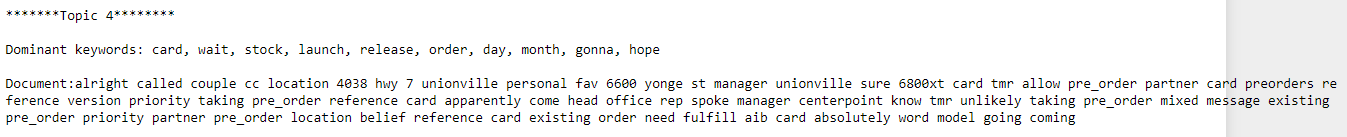 *******Topic 4********
Dominant keywords: card, wait, stock, launch, release, order, day, month, gonna, hope
Document:alright called couple cc location 4038 hwy 7 unionville personal fav 6600 yonge st manager unionville sure 6800xt card tmr allow pre_order partner card preorders re
ference version priority taking pre_order reference card apparently come head office rep spoke manager centerpoint know tmr unlikely taking pre_order mixed message existing
pre_order priority partner pre_order location belief reference card existing order need fulfill aib card absolutely word model going coming